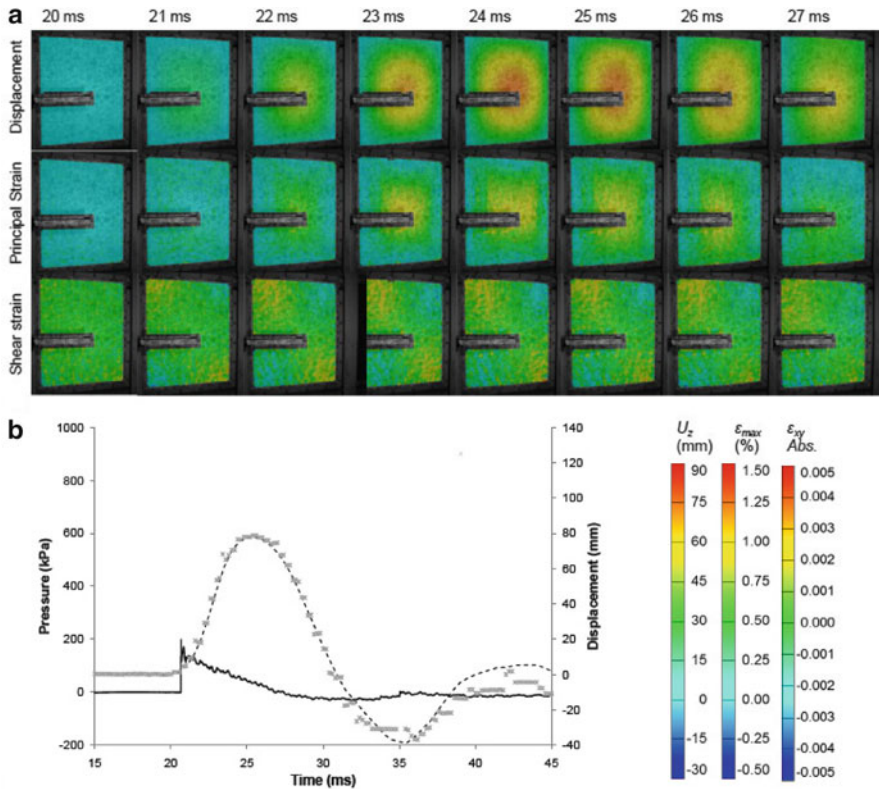 a
20 ms 21 ms 22 ms 23 ms 24 ms 25 ms 26 ms 27 ms
Displacement
Principal Strain
Shear strain
b
1000
800
600
400
200
0
-200
Pressure (kPa)
140
120
100
80
60
40
20
0
-20
-40
Displacement (mm)
15 20 25 30 35 40 45
Time (ms)
U_z ε_max ε_xy
(mm) (%) Abs.
90 1.50 0.005
75 1.25 0.004
60 1.00 0.003
45 0.75 0.002
30 0.50 0.000
15 0.25 -0.001
0 0.00 -0.002
-15 -0.25 -0.003
-30 -0.50 -0.004
-0.005